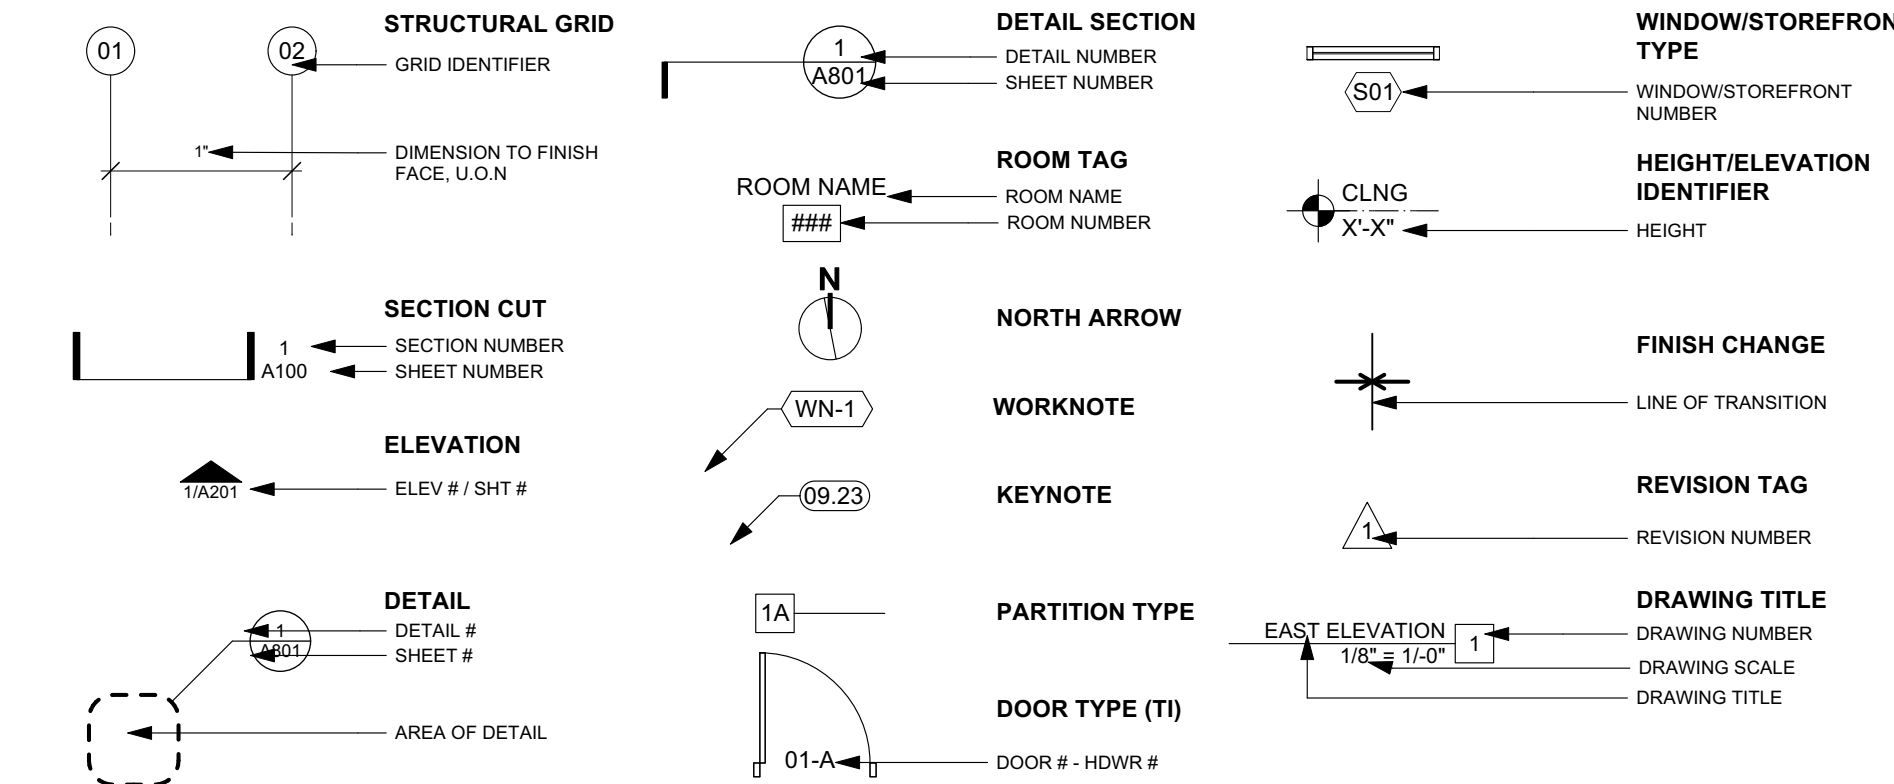 STRUCTURAL GRID
01
02
GRID IDENTIFIER
1"
DIMENSION TO FINISH
FACE, U.O.N
SECTION CUT
1
SECTION NUMBER
A100
SHEET NUMBER
ELEVATION
1/A201
ELEV # / SHT #
DETAIL
1
DETAIL #
A801
SHEET #
AREA OF DETAIL
DETAIL SECTION
1
DETAIL NUMBER
A801
SHEET NUMBER
ROOM TAG
ROOM NAME
ROOM NAME
###
ROOM NUMBER
N
NORTH ARROW
WN-1
WORKNOTE
09.23
KEYNOTE
1A
PARTITION TYPE
DOOR TYPE (TI)
01-A
DOOR # - HDWR #
WINDOW/STOREFRON
TYPE
S01
WINDOW/STOREFRONT
NUMBER
HEIGHT/ELEVATION
IDENTIFIER
CLNG
X'-X"
HEIGHT
FINISH CHANGE
LINE OF TRANSITION
REVISION TAG
1
REVISION NUMBER
DRAWING TITLE
EAST ELEVATION
1
DRAWING NUMBER
1/8" = 1/-0"
DRAWING SCALE
DRAWING TITLE